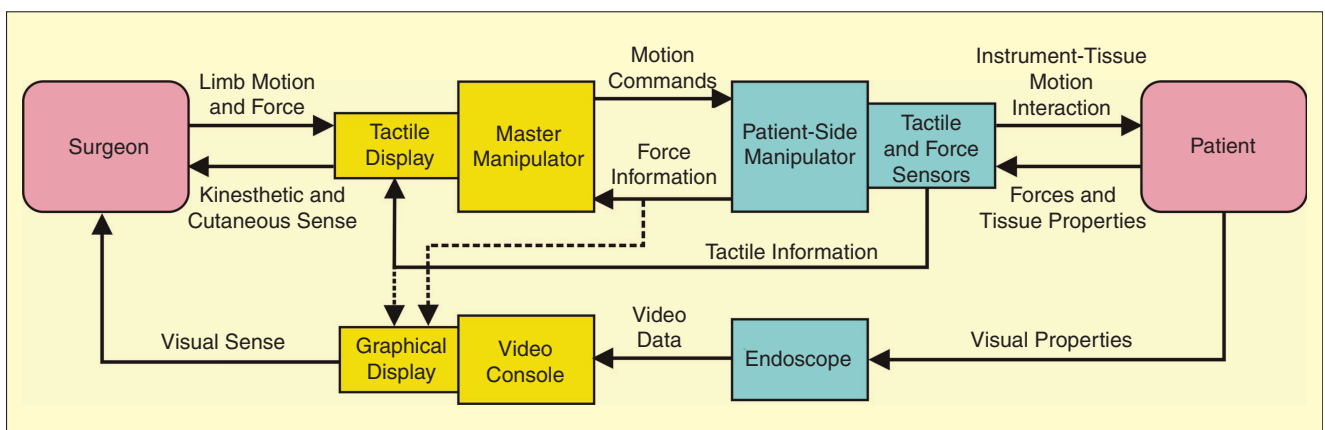 Surgeon
Limb Motion
and Force
Kinesthetic and
Cutaneous Sense
Tactile
Display
Master
Manipulator
Motion
Commands
Force
Information
Patient-Side
Manipulator
Tactile
and Force
Sensors
Instrument-Tissue
Motion
Interaction
Forces and
Tissue Properties
Patient
Tactile Information
Visual Sense
Graphical
Display
Video
Console
Video
Data
Endoscope
Visual Properties